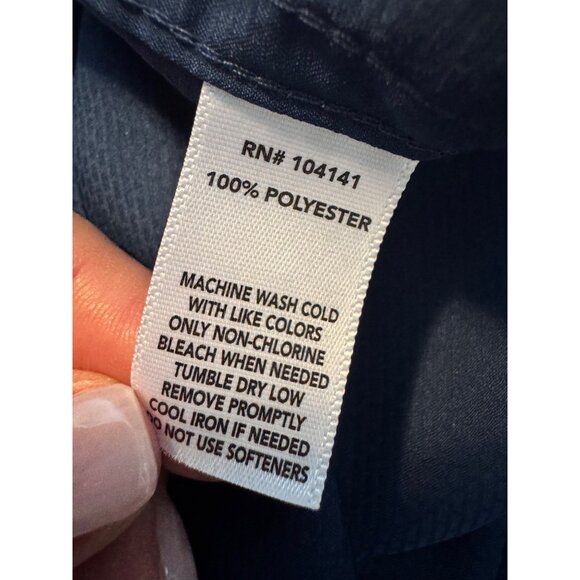 RN# 104141
100% POLYESTER
MACHINE WASH COLD
WITH LIKE COLORS
ONLY NON-CHLORINE
BLEACH WHEN NEEDED
TUMBLE DRY LOW
REMOVE PROMPTLY
COOL IRON IF NEEDED
DO NOT USE SOFTENERS